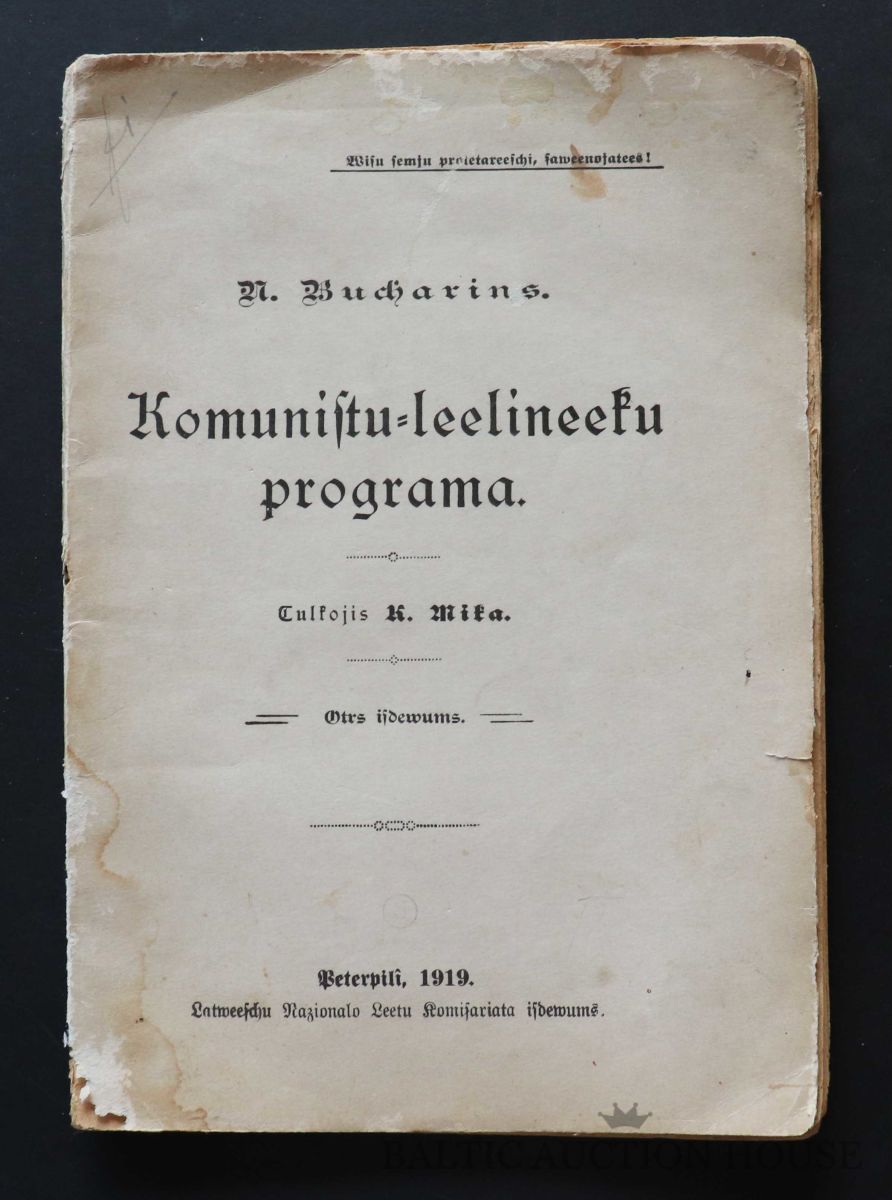 Wiſu ſemju proletareeſchi, ſaweenojatees!
N. Bucharins.
Komuniſtu-leelineeku
programa.
Tulkojis K. Mika.
Otrs iſdewums.
Peterpilî, 1919.
Latweeſchu Nazionalo Leetu Komiſariata iſdewums.
BALTIC AUCTION HOUSE